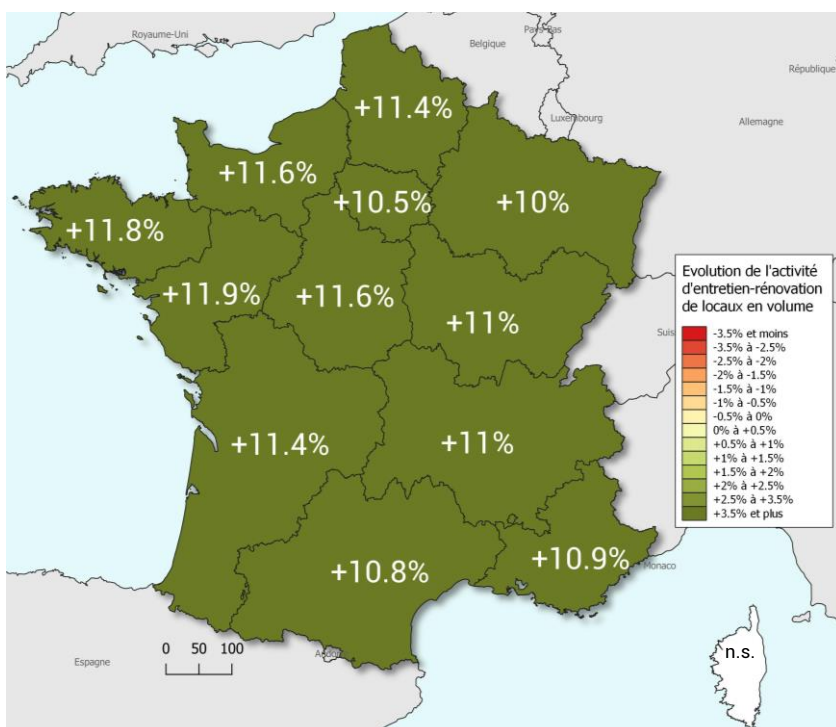 Royaume-Uni
Pays-Bas
Belgique
République
Luxembourg
Allemagne
+11.4%
+11.6%
+10.5%
+10%
+11.8%
+11.9%
+11.6%
+11%
Evolution de l'activité
d'entretien-rénovation
de locaux en volume
-3.5% et moins
-3.5% à -2.5%
-2.5% à -2%
-2% à -1.5%
-1.5% à -1%
-1% à -0.5%
-0.5% à 0%
0% à +0.5%
+0.5% à +1%
+1% à +1.5%
+1.5% à +2%
+2% à +2.5%
+2.5% à +3.5%
+3.5% et plus
+11.4%
+11%
+10.8%
+10.9%
Monaco
n.s.
0 50 100
Espagne